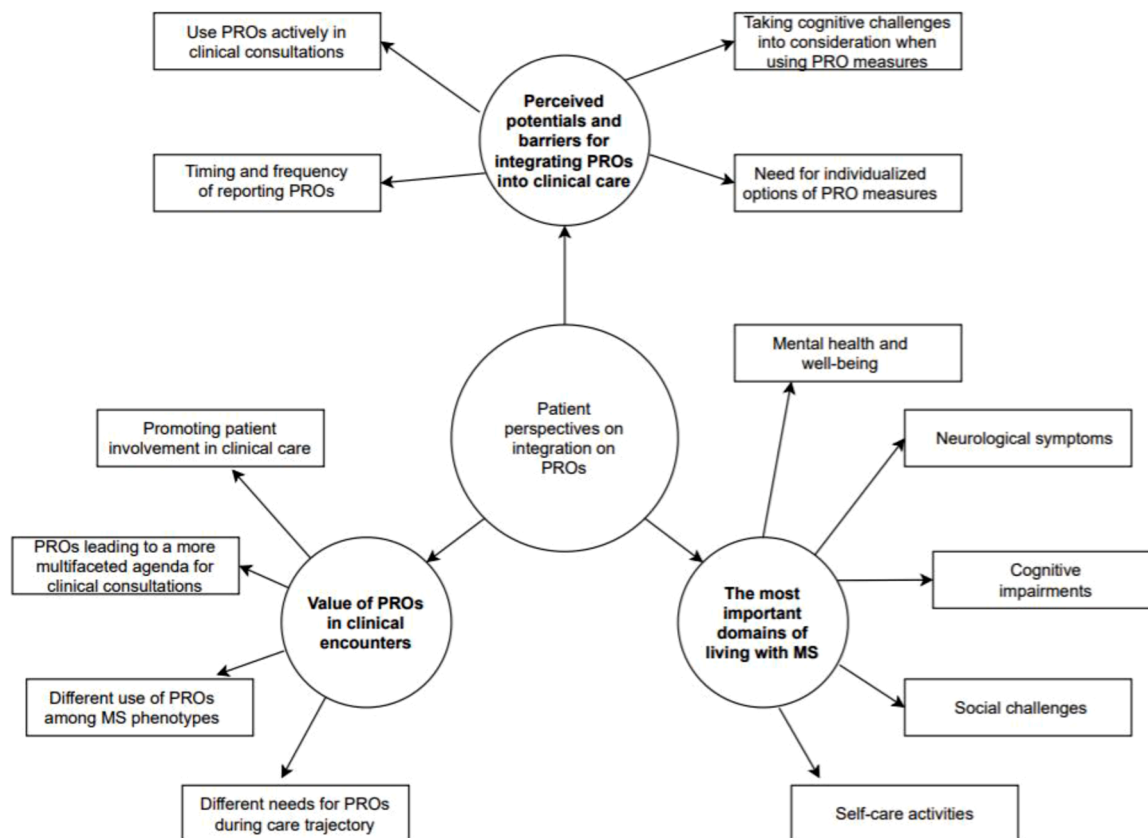 Use PROs actively in
clinical consultations
Taking cognitive challenges
into consideration when
using PRO measures
Perceived
potentials and
barriers for
integrating PROs
into clinical care
Timing and frequency
of reporting PROs
Need for individualized
options of PRO measures
Patient
perspectives on
integration on
PROs
Mental health and
well-being
Neurological symptoms
Cognitive
impairments
Social challenges
Self-care activities
The most
important
domains of
living with MS
Promoting patient
involvement in clinical care
PROs leading to a more
multifaceted agenda for
clinical consultations
Value of PROs
in clinical
encounters
Different use of PROs
among MS phenotypes
Different needs for PROs
during care trajectory